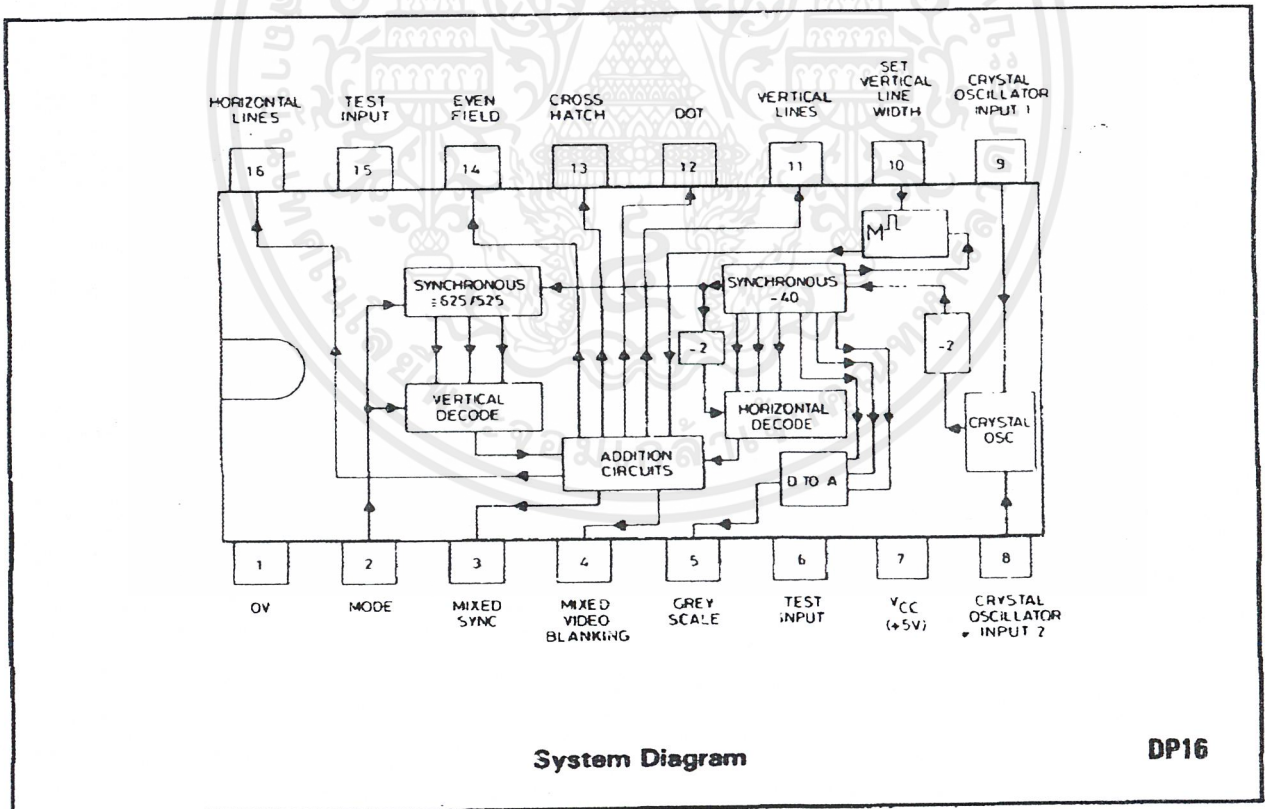 HORIZONTAL
LINES
TEST
INPUT
EVEN
FIELD
CROSS
HATCH
DOT
VERTICAL
LINES
SET
VERTICAL
LINE
WIDTH
CRYSTAL
OSCILLATOR
INPUT 1
16
15
14
13
12
11
10
9
M
SYNCHRONOUS
÷625/525
SYNCHRONOUS
-40
-2
-2
VERTICAL
DECODE
HORIZONTAL
DECODE
CRYSTAL
OSC
ADDITION
CIRCUITS
D TO A
1
2
3
4
5
6
7
8
0V
MODE
MIXED
SYNC
MIXED
VIDEO
BLANKING
GREY
SCALE
TEST
INPUT
VCC
(+5V)
CRYSTAL
OSCILLATOR
INPUT 2
System Diagram
DP16